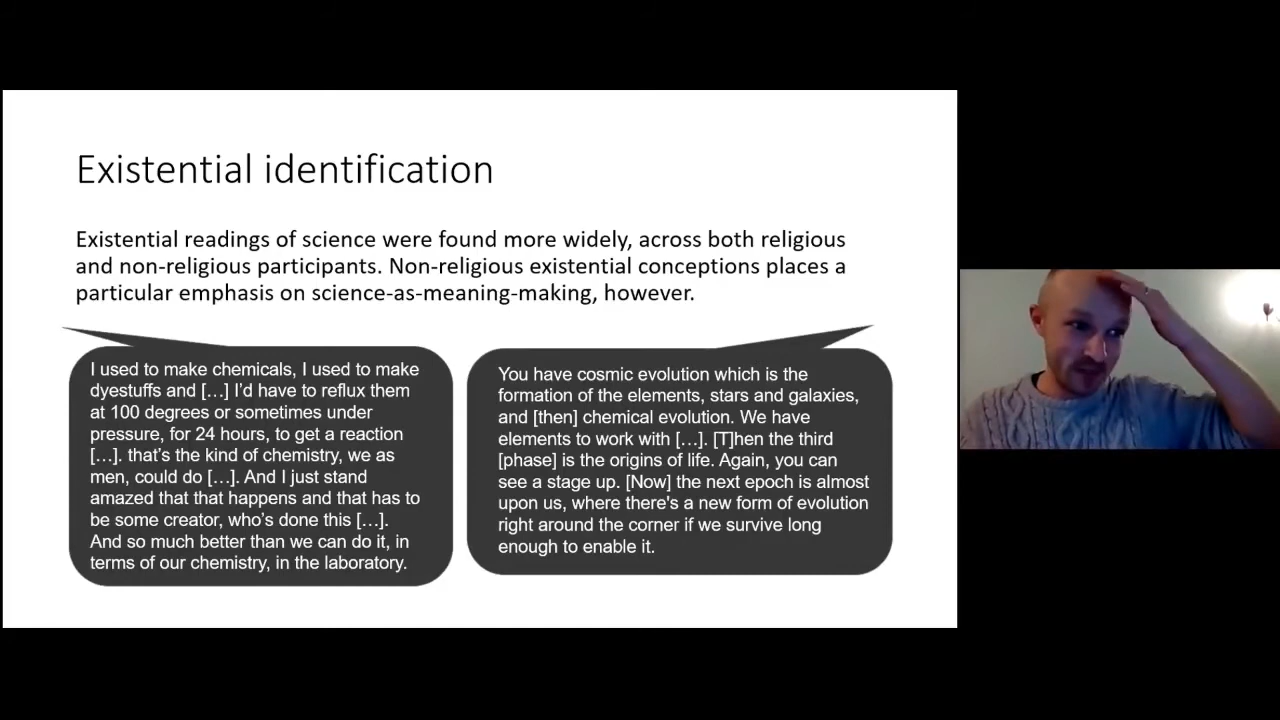 Existential identification
Existential readings of science were found more widely, across both religious
and non-religious participants. Non-religious existential conceptions places a
particular emphasis on science-as-meaning-making, however.
I used to make chemicals, I used to make
dyestuffs and […] I’d have to reflux them
at 100 degrees or sometimes under
pressure, for 24 hours, to get a reaction
[…]. that’s the kind of chemistry, we as
men, could do […]. And I just stand
amazed that that happens and that has to
be some creator, who’s done this […].
And so much better than we can do it, in
terms of our chemistry, in the laboratory.
You have cosmic evolution which is the
formation of the elements, stars and galaxies,
and [then] chemical evolution. We have
elements to work with […]. [T]hen the third
[phase] is the origins of life. Again, you can
see a stage up. [Now] the next epoch is almost
upon us, where there's a new form of evolution
right around the corner if we survive long
enough to enable it.